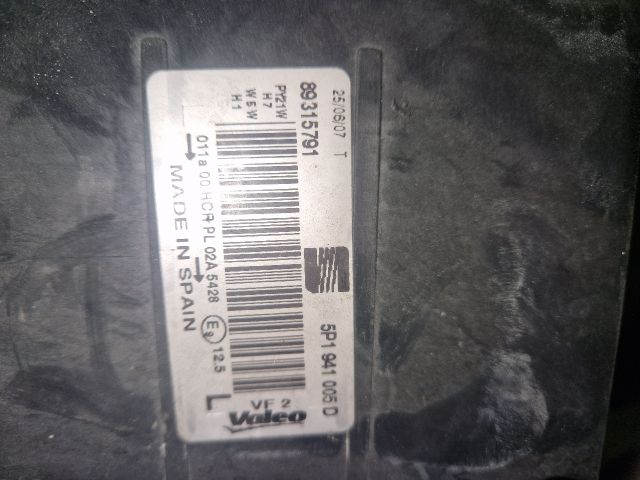 25/06/07 T
89315791
5P1 941 005 D
PY21W
H7
W5W
H1
VF 2
Valeo
011a 00 HCR PL 02A 5428
E9 12.5
L
MADE IN SPAIN